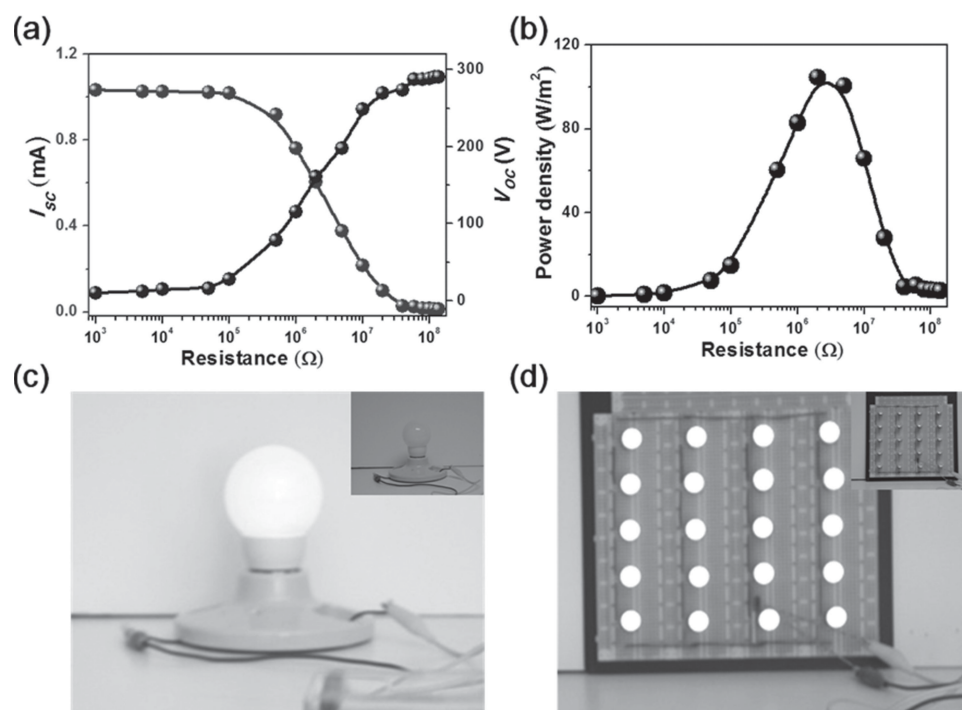 (a)
1.2
0.8
0.4
0.0
I_SC (mA)
300
200
100
0
V_OC (V)
10^3 10^4 10^5 10^6 10^7 10^8
Resistance (Ω)
(b)
120
80
40
0
Power density (W/m^2)
10^3 10^4 10^5 10^6 10^7 10^8
Resistance (Ω)
(c)
(d)